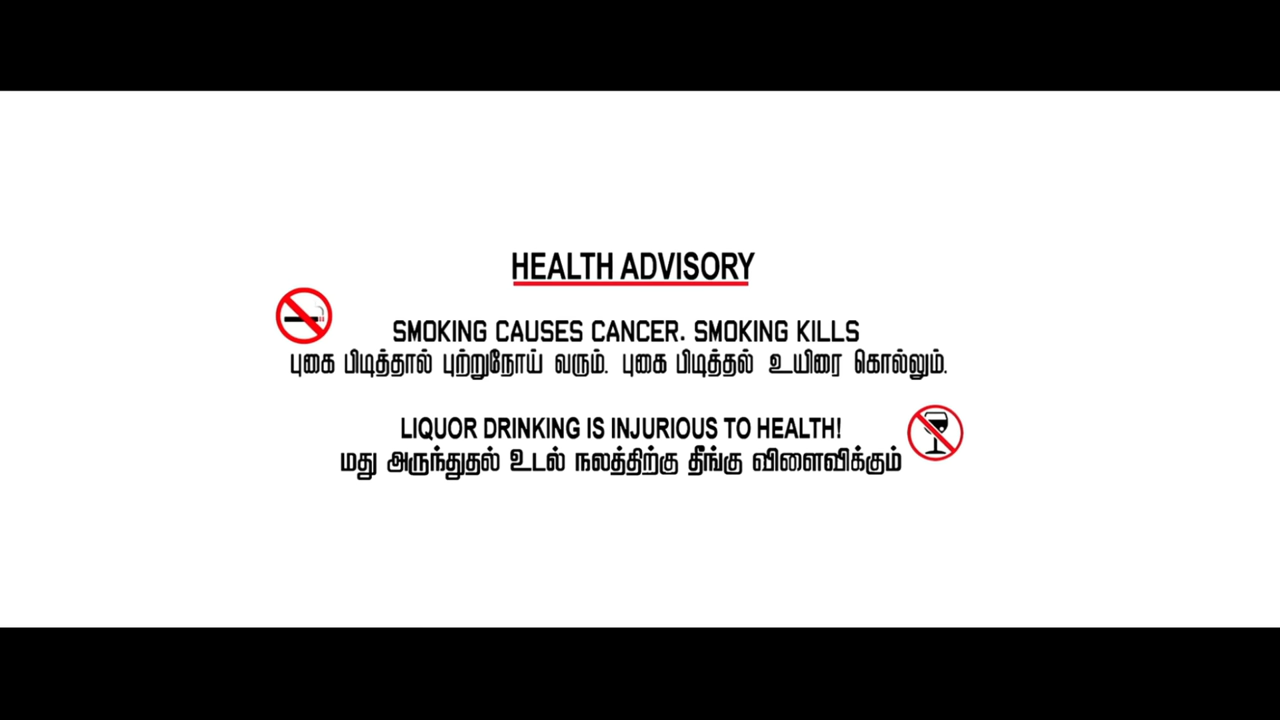 HEALTH ADVISORY
SMOKING CAUSES CANCER. SMOKING KILLS
புகை பிடித்தால் புற்றுநோய் வரும். புகை பிடித்தல் உயிரை கொல்லும்.
LIQUOR DRINKING IS INJURIOUS TO HEALTH!
மது அருந்துதல் உடல் நலத்திற்கு தீங்கு விளைவிக்கும்